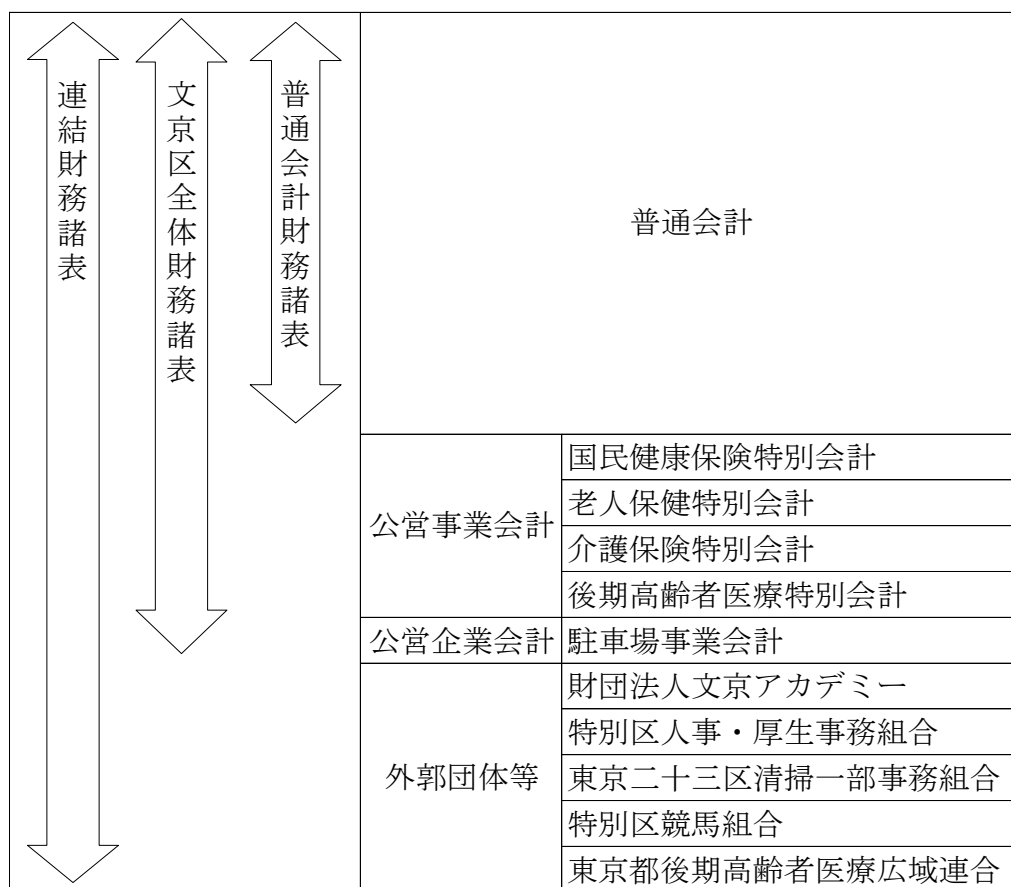 連結財務諸表
文京区全体財務諸表
普通会計財務諸表
普通会計
公営事業会計
国民健康保険特別会計
老人保健特別会計
介護保険特別会計
後期高齢者医療特別会計
公営企業会計
駐車場事業会計
外郭団体等
財団法人文京アカデミー
特別区人事・厚生事務組合
東京二十三区清掃一部事務組合
特別区競馬組合
東京都後期高齢者医療広域連合